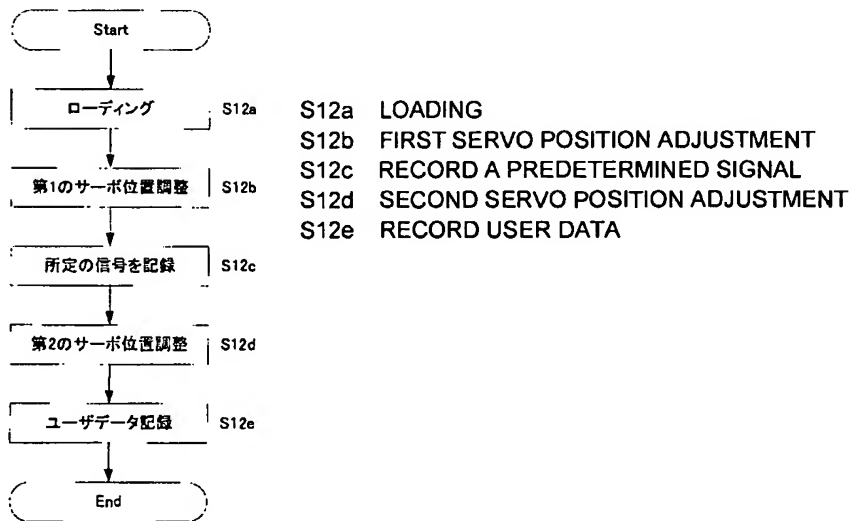 Start
ローディング S12a
第1のサーボ位置調整 S12b
所定の信号を記録 S12c
第2のサーボ位置調整 S12d
ユーザデータ記録 S12e
End
S12a LOADING
S12b FIRST SERVO POSITION ADJUSTMENT
S12c RECORD A PREDETERMINED SIGNAL
S12d SECOND SERVO POSITION ADJUSTMENT
S12e RECORD USER DATA